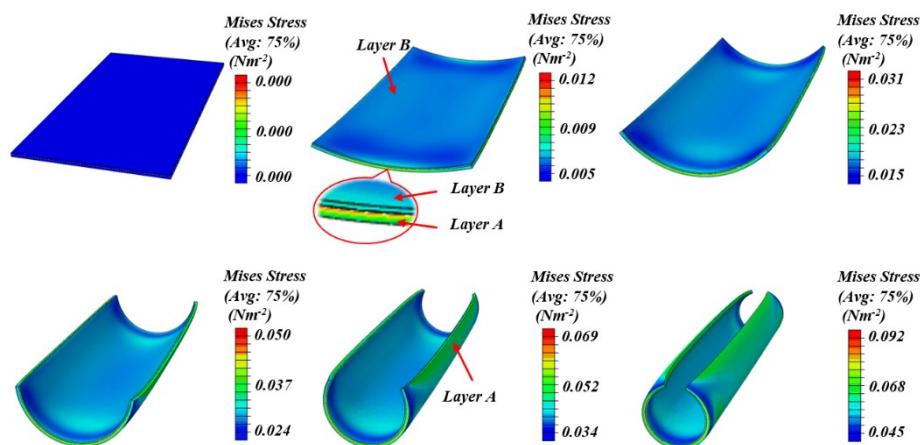 Mises Stress
(Avg: 75%)
(Nm⁻²)
0.000
0.000
0.000
Layer B
Layer B
Layer A
Mises Stress
(Avg: 75%)
(Nm⁻²)
0.012
0.009
0.005
Mises Stress
(Avg: 75%)
(Nm⁻²)
0.031
0.023
0.015
Mises Stress
(Avg: 75%)
(Nm⁻²)
0.050
0.037
0.024
Layer A
Mises Stress
(Avg: 75%)
(Nm⁻²)
0.069
0.052
0.034
Mises Stress
(Avg: 75%)
(Nm⁻²)
0.092
0.068
0.045